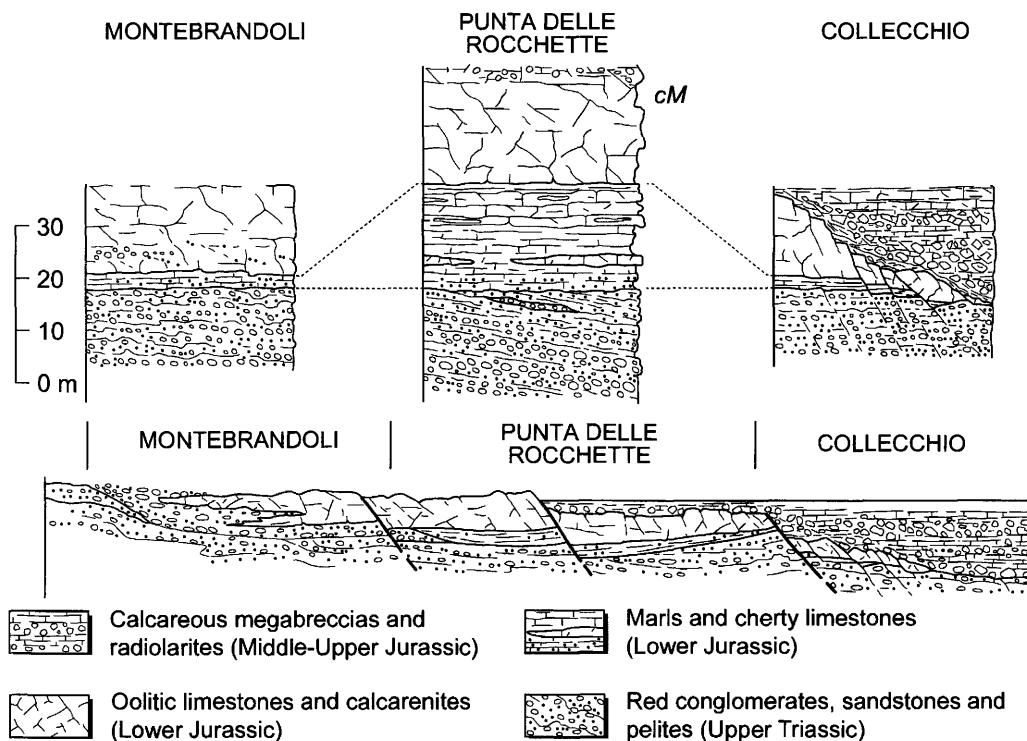 MONTEBRANDOLI
PUNTA DELLE
ROCCHETTE
COLLECCHIO
cM
30
20
10
0 m
MONTEBRANDOLI
PUNTA DELLE
ROCCHETTE
COLLECCHIO
Calcareous megabreccias and
radiolarites (Middle-Upper Jurassic)
Marls and cherty limestones
(Lower Jurassic)
Oolitic limestones and calcarenites
(Lower Jurassic)
Red conglomerates, sandstones and
pelites (Upper Triassic)